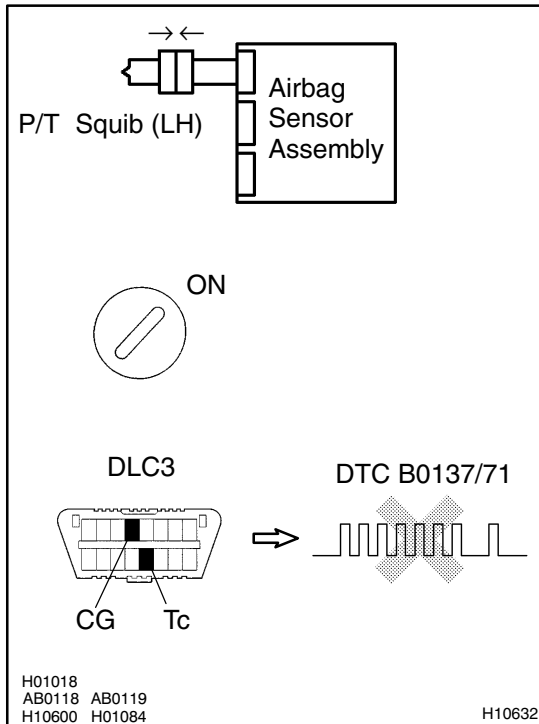 Airbag
Sensor
Assembly
P/T Squib (LH)
ON
DLC3
DTC B0137/71
CG Tc
H01018
AB0118 AB0119
H10600 H01084
H10632